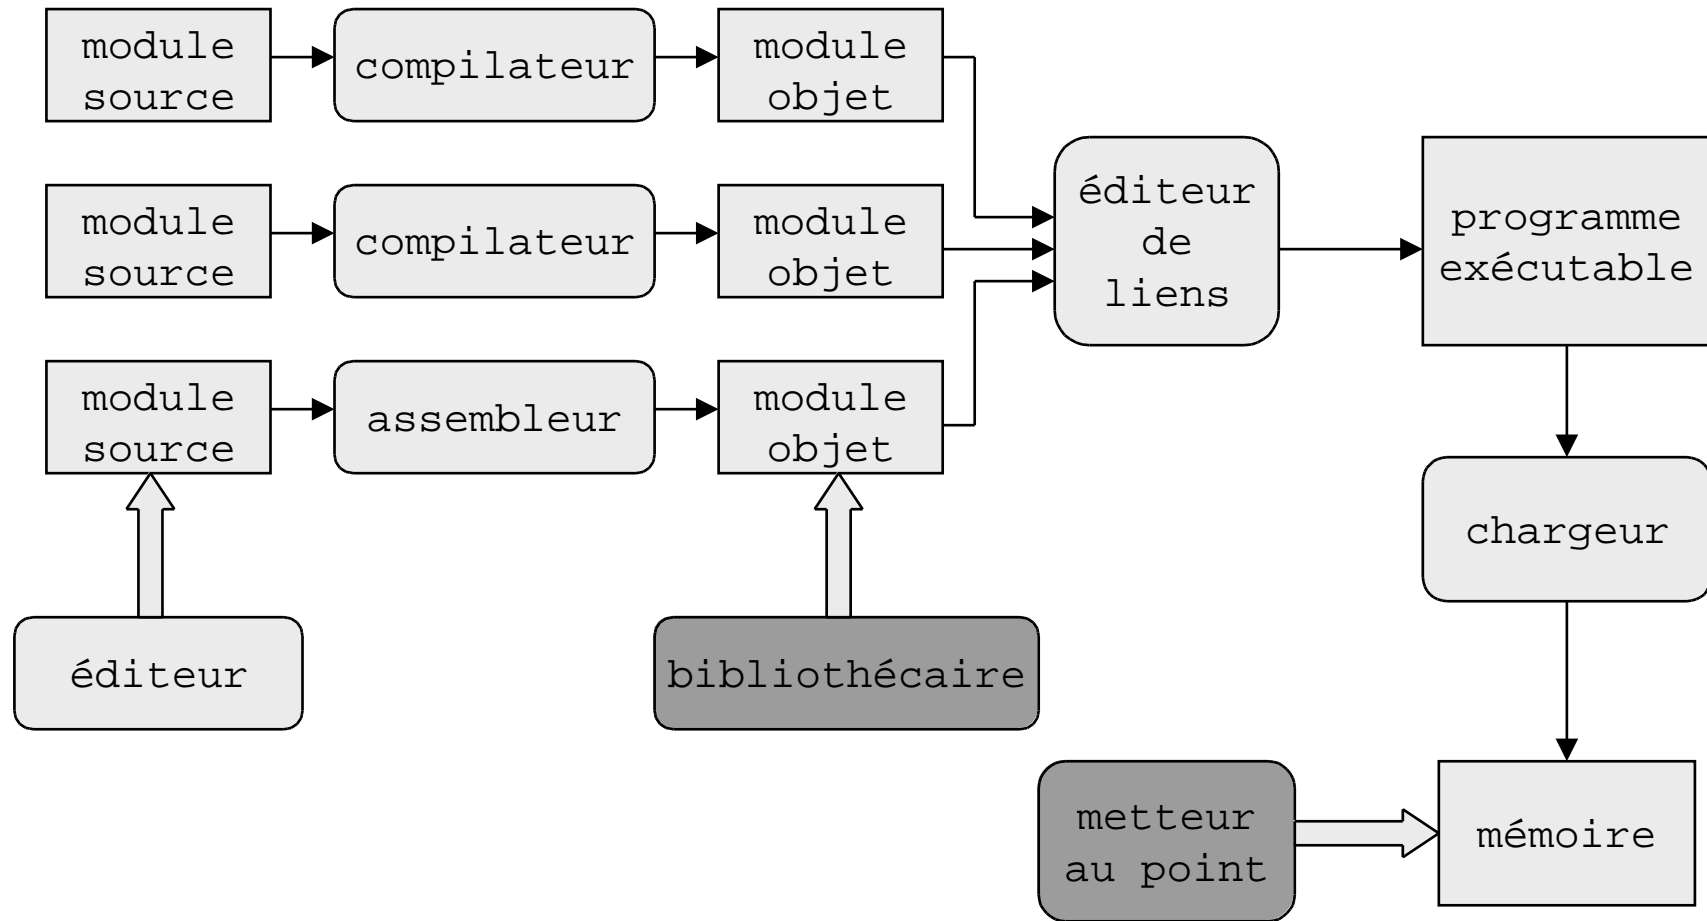 module
source
compilateur
module
objet
module
source
compilateur
module
objet
éditeur
de
liens
programme
exécutable
module
source
assembleur
module
objet
chargeur
éditeur
bibliothécaire
metteur
au point
mémoire